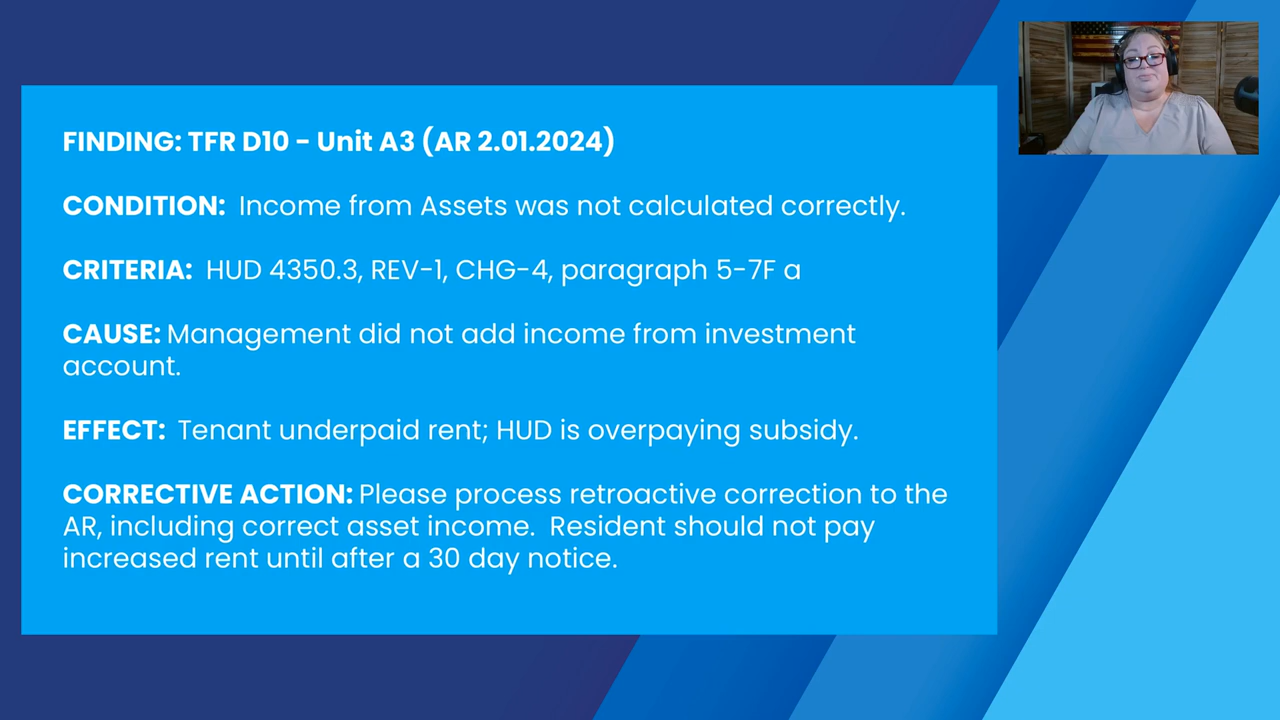 FINDING: TFR D10 - Unit A3 (AR 2.01.2024)
CONDITION: Income from Assets was not calculated correctly.
CRITERIA: HUD 4350.3, REV-1, CHG-4, paragraph 5-7F a
CAUSE: Management did not add income from investment
account.
EFFECT: Tenant underpaid rent; HUD is overpaying subsidy.
CORRECTIVE ACTION: Please process retroactive correction to the
AR, including correct asset income. Resident should not pay
increased rent until after a 30 day notice.